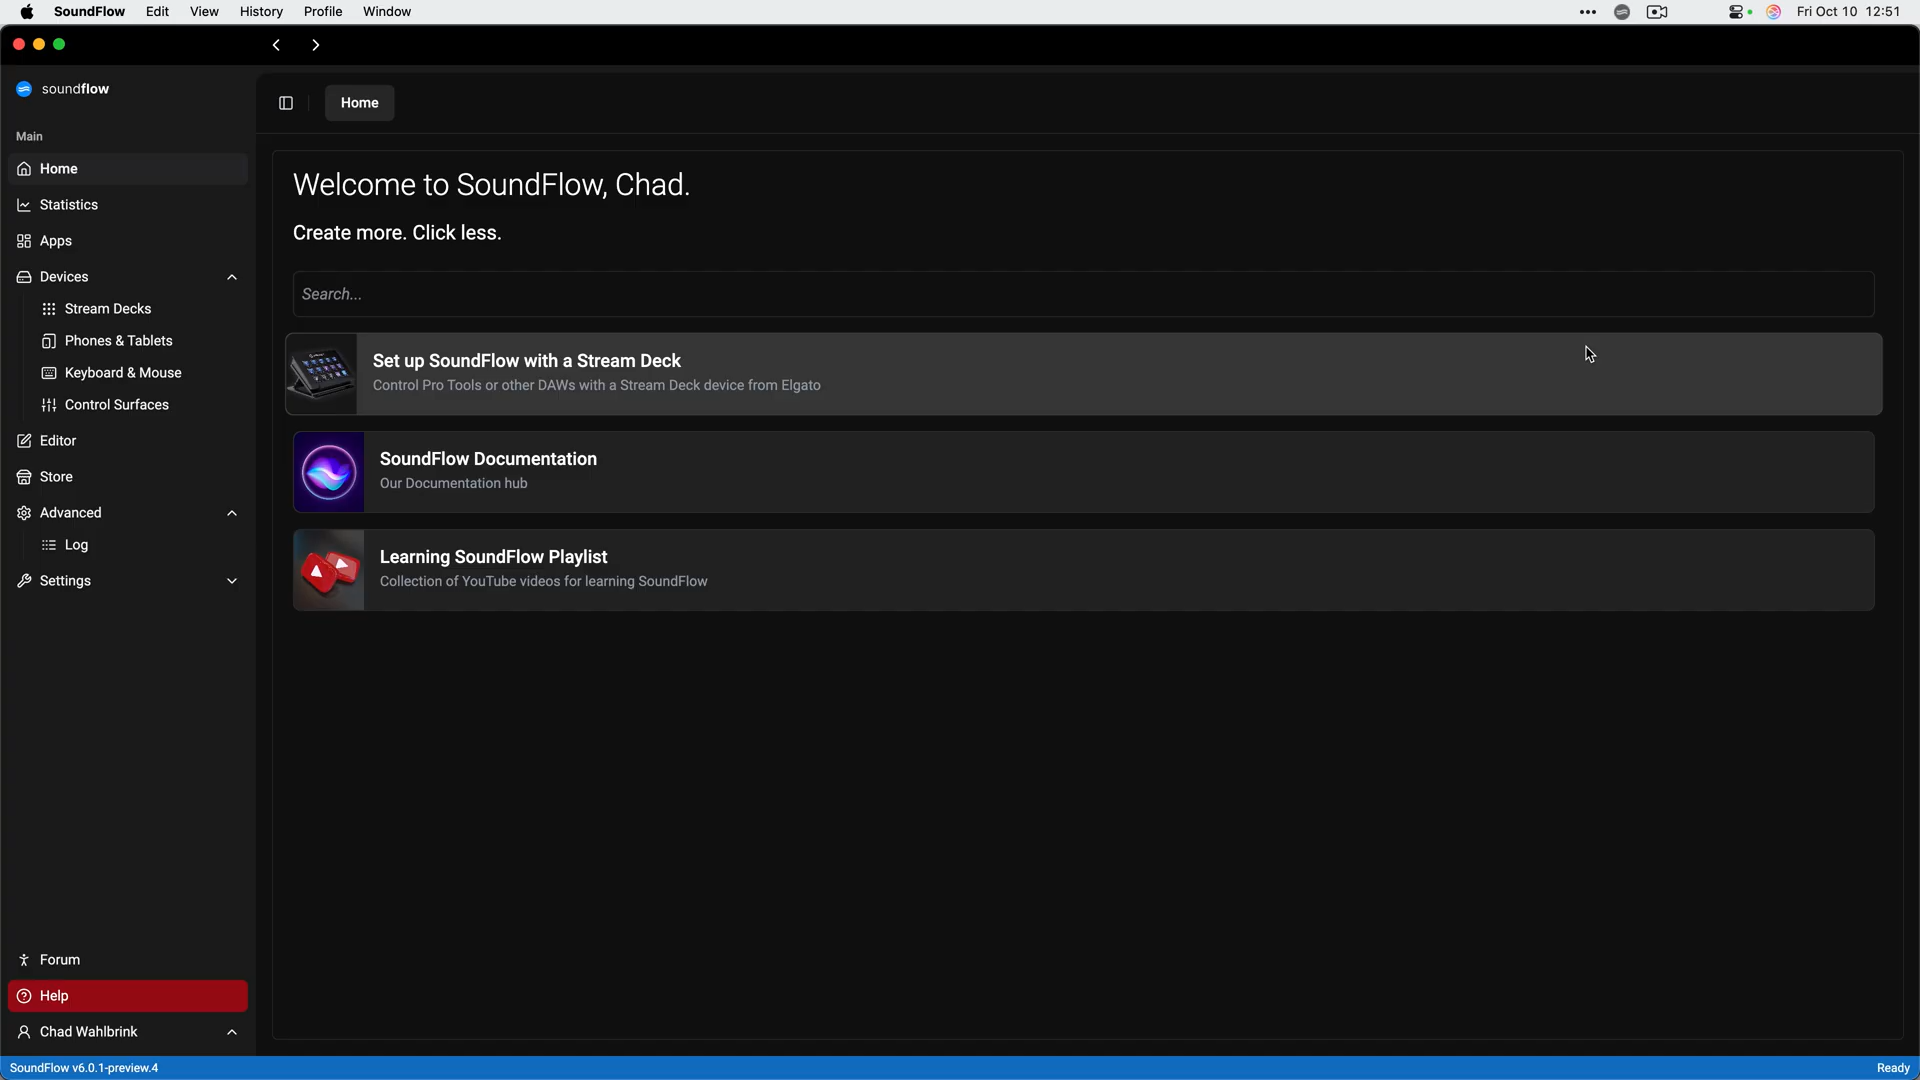 SoundFlow Edit View History Profile Window
Fri Oct 10 12:51
soundflow
Main
Home
Statistics
Apps
Devices
Stream Decks
Phones & Tablets
Keyboard & Mouse
Control Surfaces
Editor
Store
Advanced
Log
Settings
Forum
Help
Chad Wahlbrink
Home
Welcome to SoundFlow, Chad.
Create more. Click less.
Search...
Set up SoundFlow with a Stream Deck
Control Pro Tools or other DAWs with a Stream Deck device from Elgato
SoundFlow Documentation
Our Documentation hub
Learning SoundFlow Playlist
Collection of YouTube videos for learning SoundFlow
SoundFlow v6.0.1-preview.4
Ready